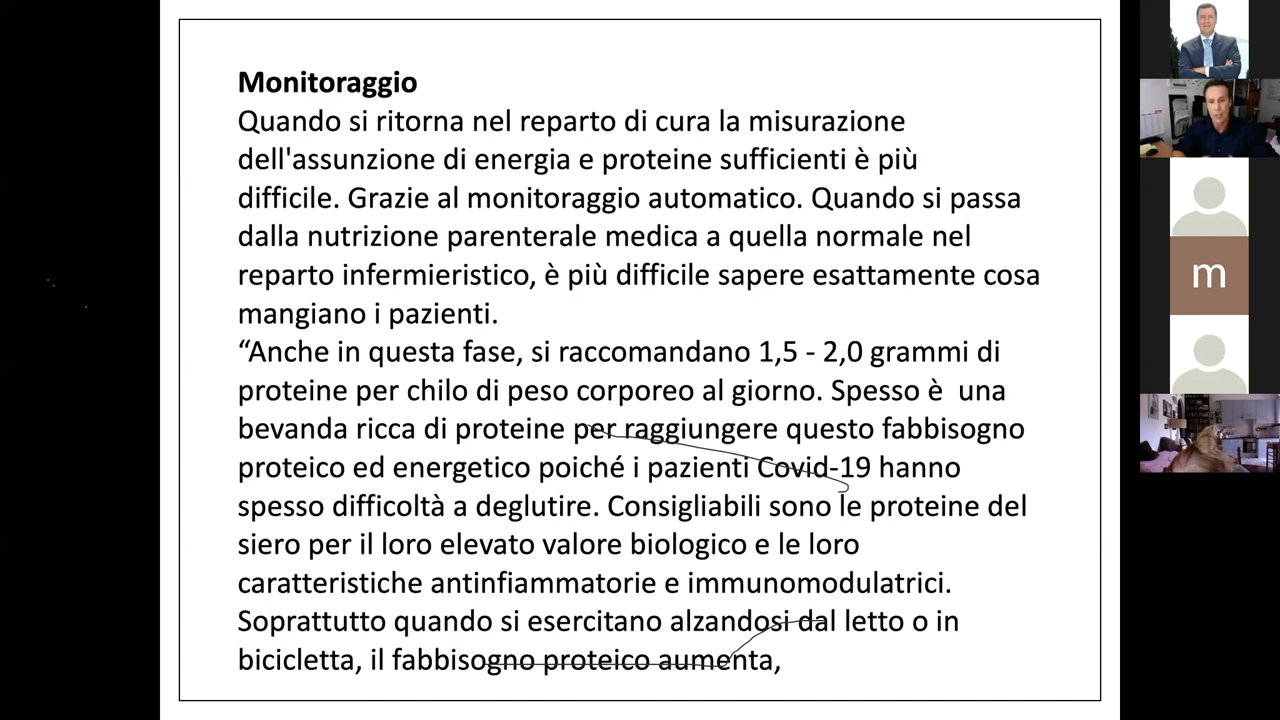 Monitoraggio
Quando si ritorna nel reparto di cura la misurazione
dell'assunzione di energia e proteine sufficienti è più
difficile. Grazie al monitoraggio automatico. Quando si passa
dalla nutrizione parenterale medica a quella normale nel
reparto infermieristico, è più difficile sapere esattamente cosa
mangiano i pazienti.
“Anche in questa fase, si raccomandano 1,5 - 2,0 grammi di
proteine per chilo di peso corporeo al giorno. Spesso è  una
bevanda ricca di proteine per raggiungere questo fabbisogno
proteico ed energetico poiché i pazienti Covid-19 hanno
spesso difficoltà a deglutire. Consigliabili sono le proteine del
siero per il loro elevato valore biologico e le loro
caratteristiche antinfiammatorie e immunomodulatrici.
Soprattutto quando si esercitano alzandosi dal letto o in
bicicletta, il fabbisogno proteico aumenta,
m